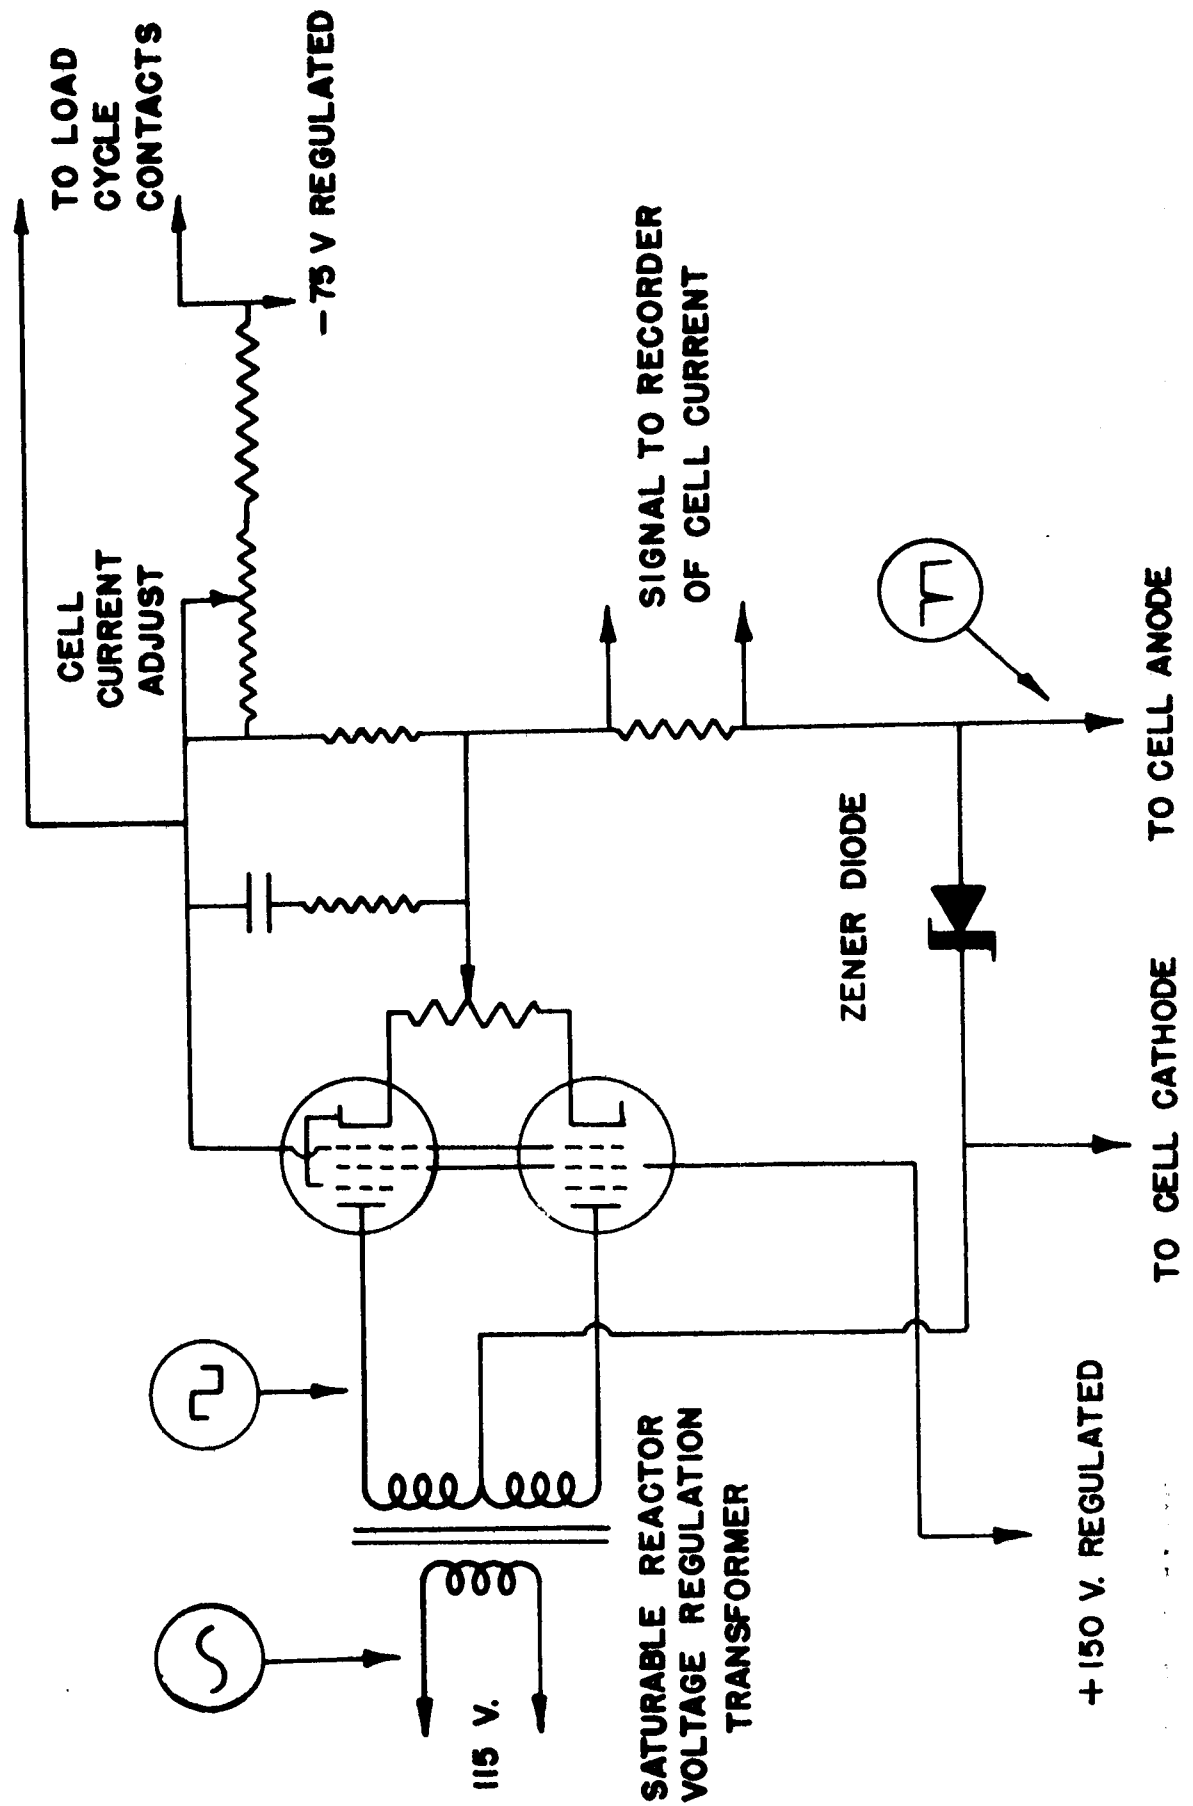 TO LOAD
CYCLE
CONTACTS
CELL
CURRENT
ADJUST
- 75 V REGULATED
SIGNAL TO RECORDER
OF CELL CURRENT
115 V.
SATURABLE REACTOR
VOLTAGE REGULATION
TRANSFORMER
ZENER DIODE
+150 V. REGULATED
TO CELL CATHODE
TO CELL ANODE